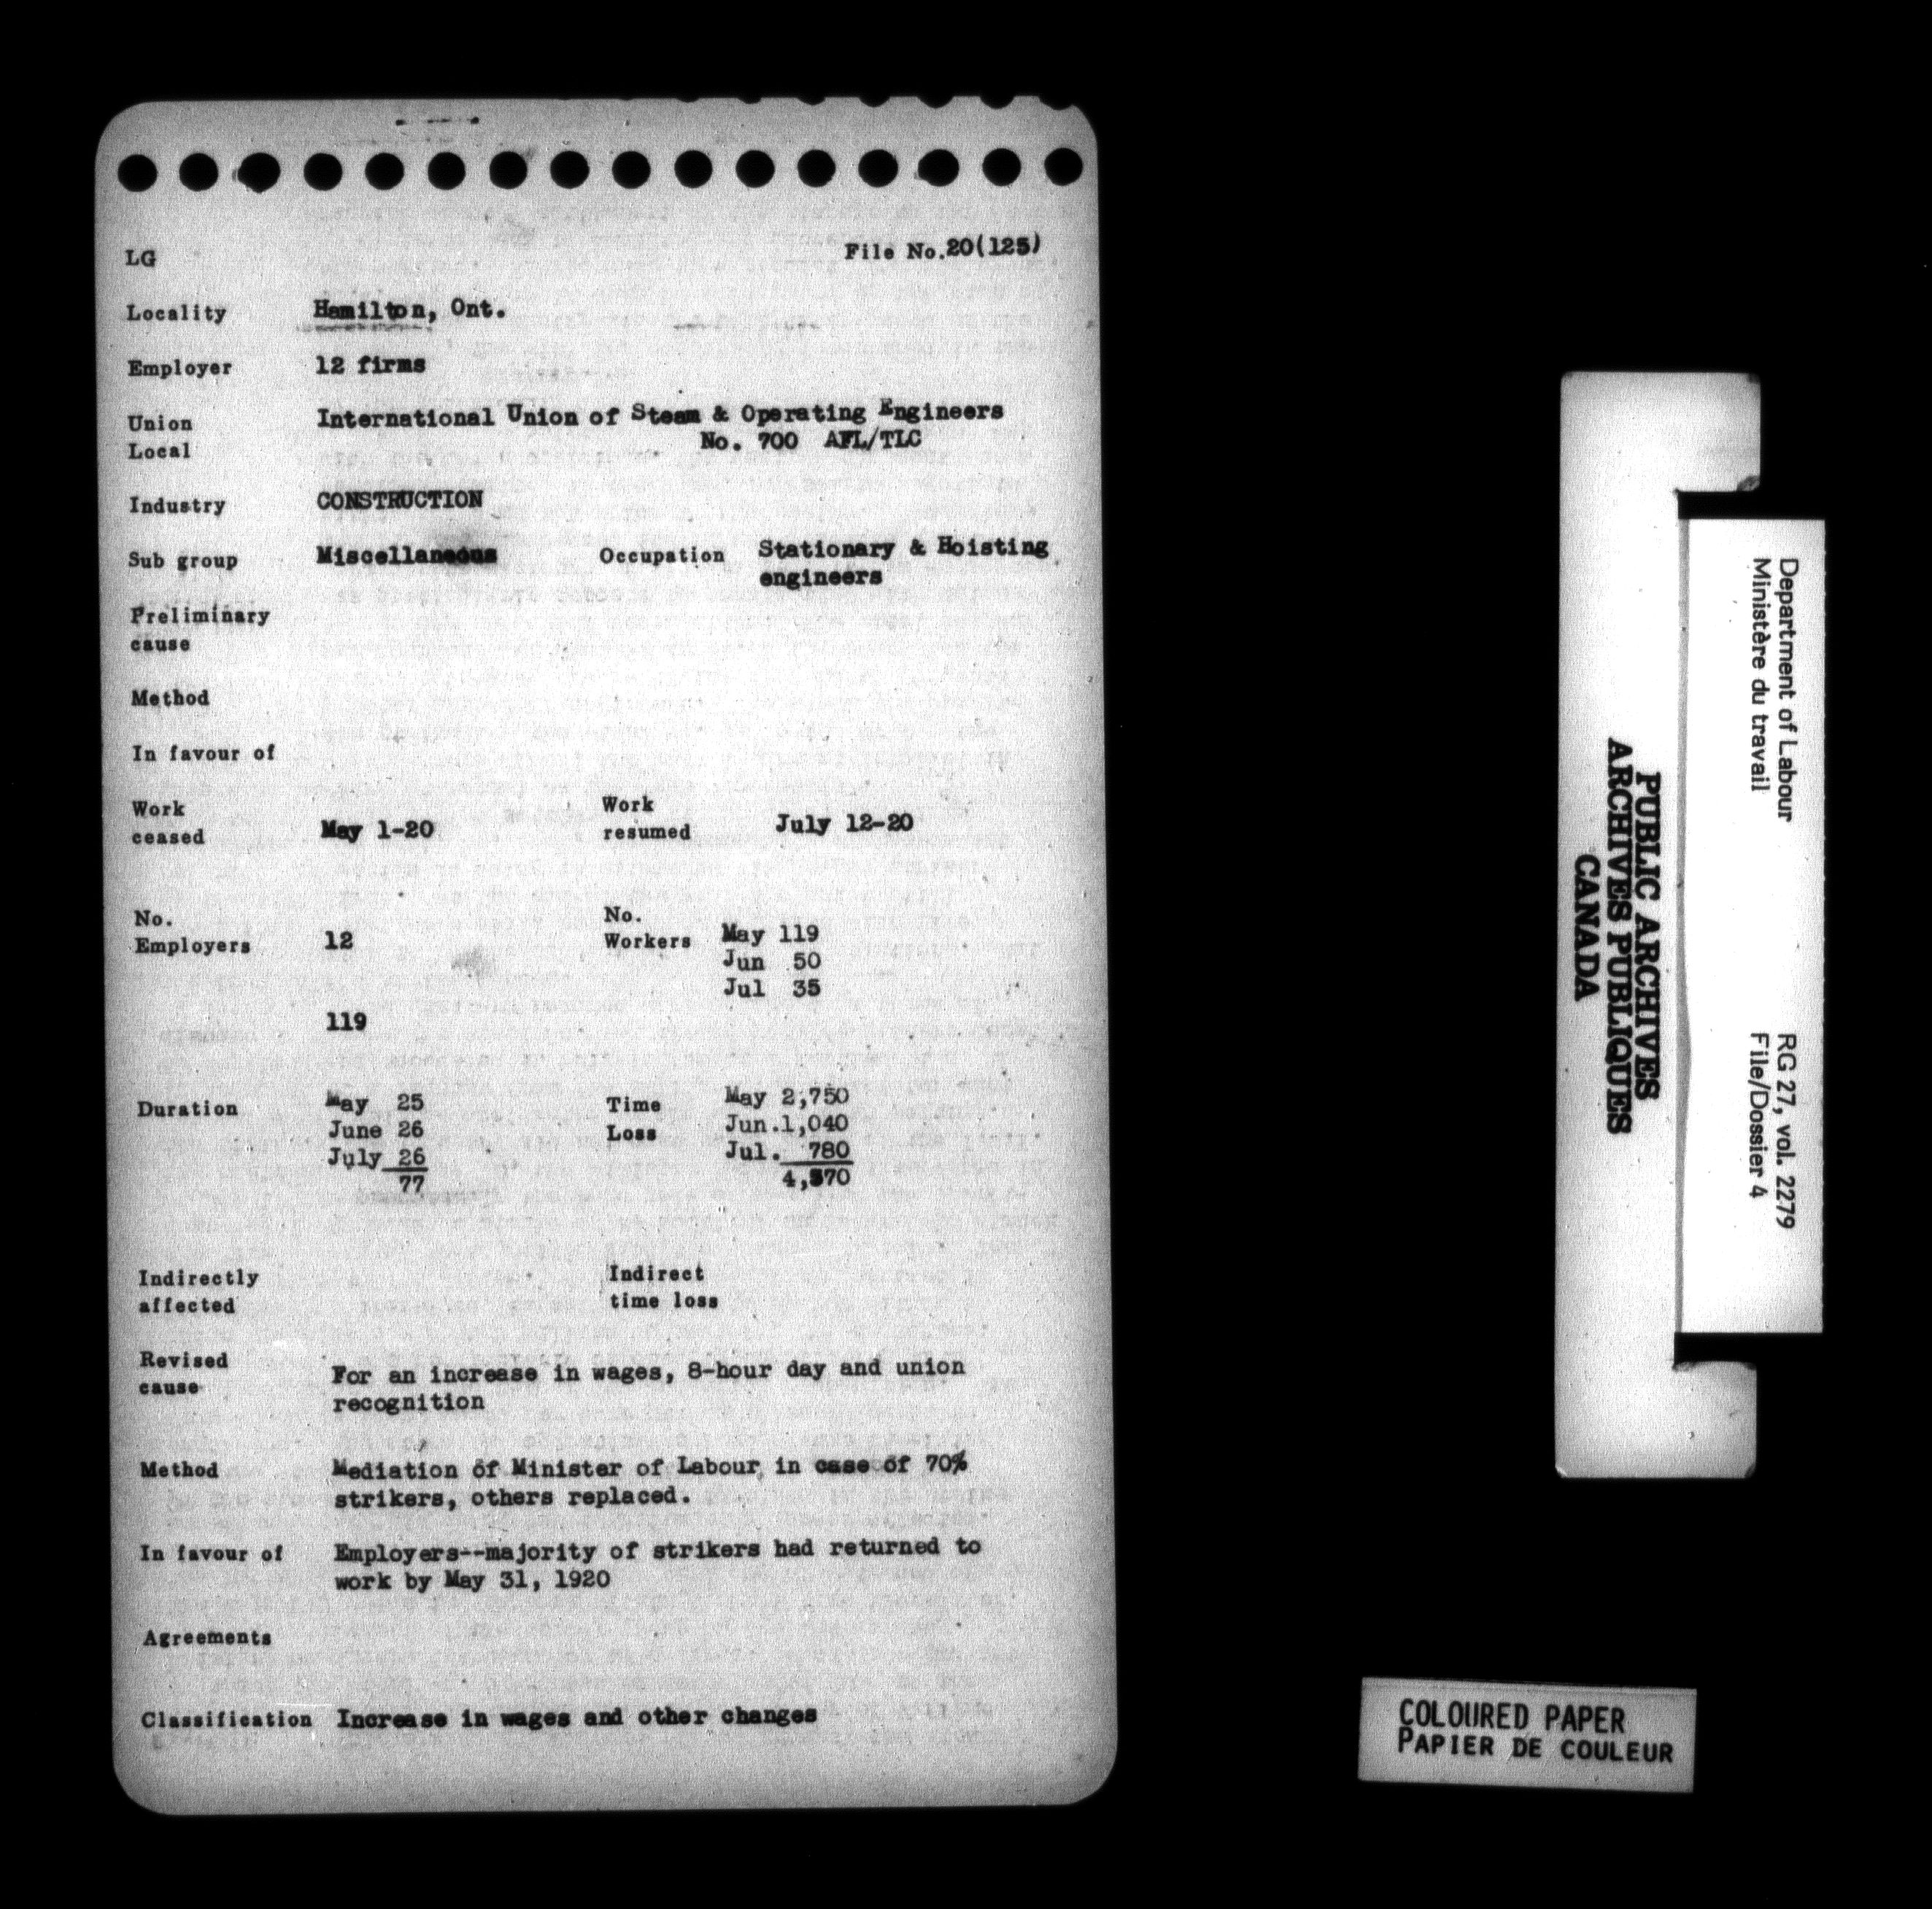 LG File No.20(125)
Locality Hamilton, Ont.
Employer 12 firms
Union International Union of Steam & Operating Engineers
Local No. 700 AFL/TLC
Industry CONSTRUCTION
Sub group Miscellaneous Occupation Stationary & Hoisting
engineers
Preliminary
cause
Method
In favour of
Work Work
ceased May 1-20 resumed July 12-20
No. No.
Employers 12 Workers May 119
Jun 50
Jul 35
119
Duration May 25 Time May 2,750
June 26 Loss Jun.1,040
July 26 Jul. 780
77 4,570
Indirectly Indirect
affected time loss
Revised
cause For an increase in wages, 8-hour day and union
recognition
Method Mediation of Minister of Labour, in case of 70%
strikers, others replaced.
In favour of Employers--majority of strikers had returned to
work by May 31, 1920
Agreements
Classification Increase in wages and other changes
Department of Labour RG 27, vol. 2279
Ministère du travail File/Dossier 4
PUBLIC ARCHIVES
ARCHIVES PUBLIQUES
CANADA
COLOURED PAPER
PAPIER DE COULEUR